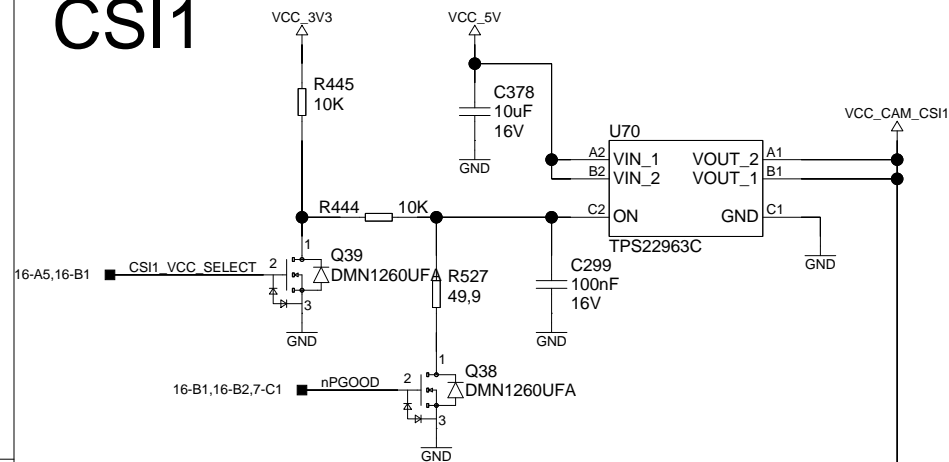 CSI1
VCC_3V3
VCC_5V
R445
10K
C378
10uF
16V
GND
VCC_CAM_CSI1
U70
A2 VIN_1 VOUT_2 A1
B2 VIN_2 VOUT_1 B1
C2 ON GND C1
TPS22963C
GND
R444 10K
1
16-A5,16-B1 CSI1_VCC_SELECT 2
Q39
DMN1260UFA
3
GND
R527
49,9
C299
100nF
16V
GND
1
16-B1,16-B2,7-C1 nPGOOD 2
Q38
DMN1260UFA
3
GND